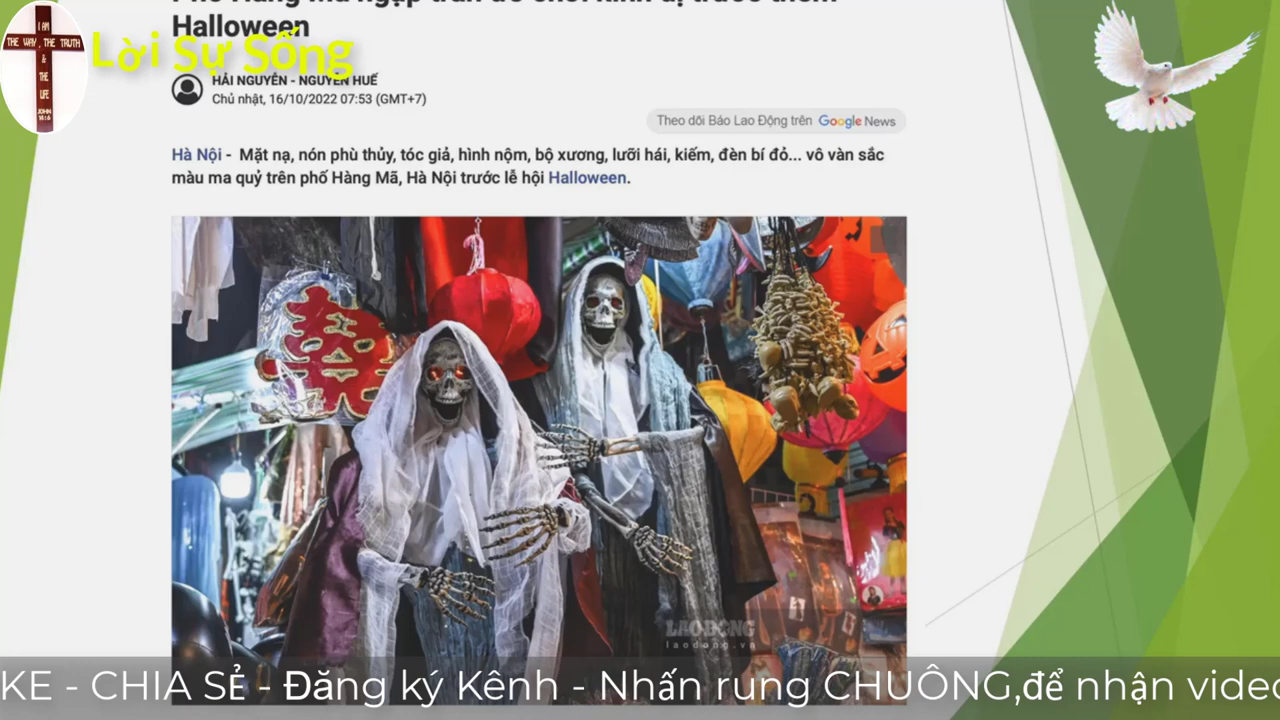 Halloween
I AM
THE WAY, THE TRUTH
&
THE
LIFE
JOHN
14:6
Lời Sự Sống
HẢI NGUYỄN - NGUYỄN HUẾ
Chủ nhật, 16/10/2022 07:53 (GMT+7)
Theo dõi Báo Lao Động trên Google News
Hà Nội - Mặt nạ, nón phù thủy, tóc giả, hình nộm, bộ xương, lưỡi hái, kiếm, đèn bí đỏ... vô vàn sắc
màu ma quỷ trên phố Hàng Mã, Hà Nội trước lễ hội Halloween.
LAO ĐỘNG
laodong.vn
KE - CHIA SẺ - Đăng ký Kênh - Nhấn rung CHUÔNG,để nhận video